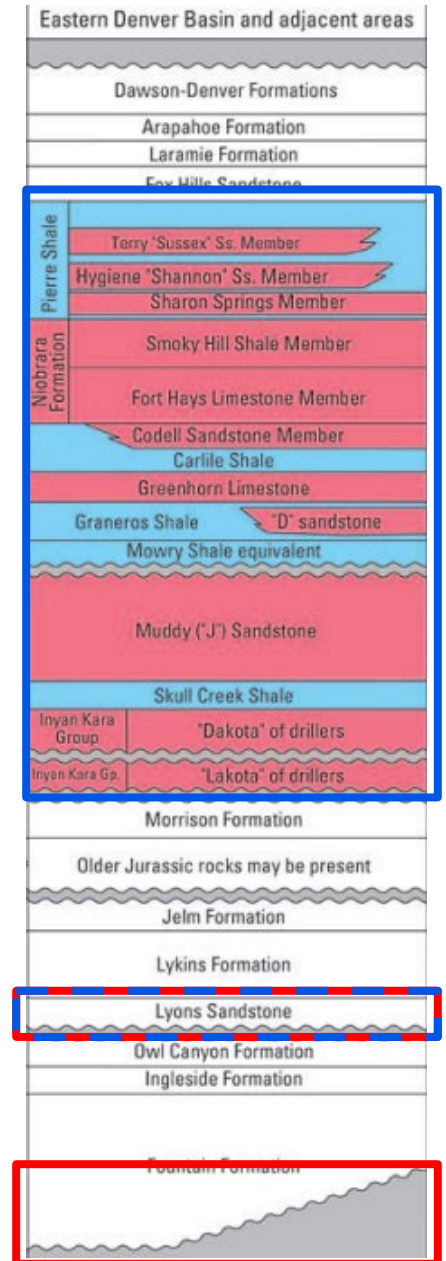 Eastern Denver Basin and adjacent areas
Dawson-Denver Formations
Arapahoe Formation
Laramie Formation
Fox Hills Sandstone
Pierre Shale
Terry "Sussex" Ss. Member
Hygiene "Shannon" Ss. Member
Sharon Springs Member
Niobrara
Formation
Smoky Hill Shale Member
Fort Hays Limestone Member
Codell Sandstone Member
Carlile Shale
Greenhorn Limestone
Graneros Shale
"D" sandstone
Mowry Shale equivalent
Muddy ("J") Sandstone
Skull Creek Shale
Inyan Kara
Group
"Dakota" of drillers
Inyan Kara Gp.
"Lakota" of drillers
Morrison Formation
Older Jurassic rocks may be present
Jelm Formation
Lykins Formation
Lyons Sandstone
Owl Canyon Formation
Ingleside Formation
Fountain Formation